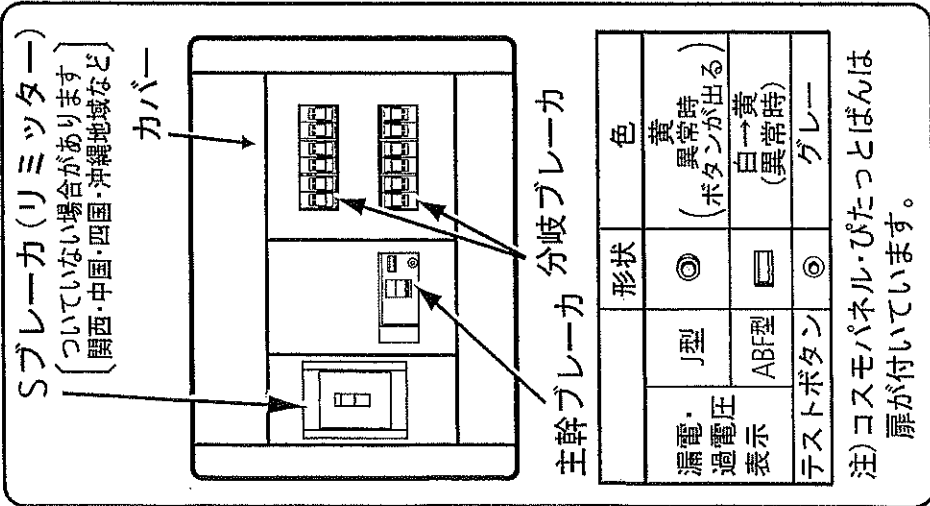 Sブレーカ(リミッター)
(ついていない場合があります
関西・中国・四国・沖縄地域など)
カバー
主幹ブレーカ
分岐ブレーカ
形状 色
漏電・
過電圧
表示
J型 黄
異常時
(ボタンが出る)
ABF型 白→黄
(異常時)
テストボタン グレー
注)コスモパネル・ぴたっとばんは
扉が付いています。